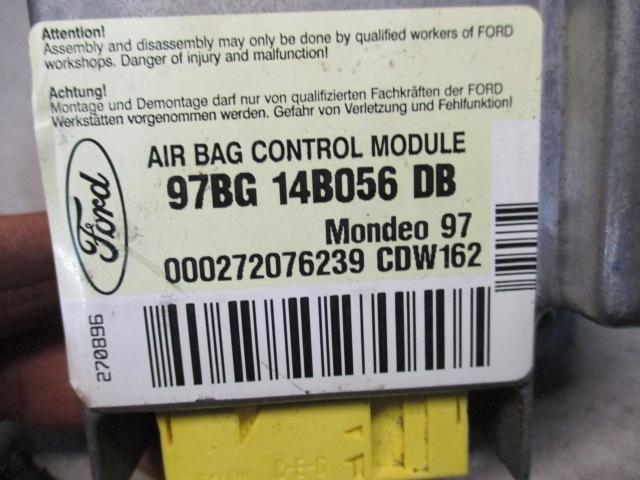 Attention!
Assembly and disassembly may only be done by qualified workers of FORD
workshops. Danger of injury and malfunction!
Achtung!
Montage und Demontage darf nur von qualifizierten Fachkräften der FORD
Werkstätten vorgenommen werden. Gefahr von Verletzung und Fehlfunktion!
AIR BAG CONTROL MODULE
97BG 14B056 DB
Ford
Mondeo 97
000272076239 CDW162
270896
C-E-C